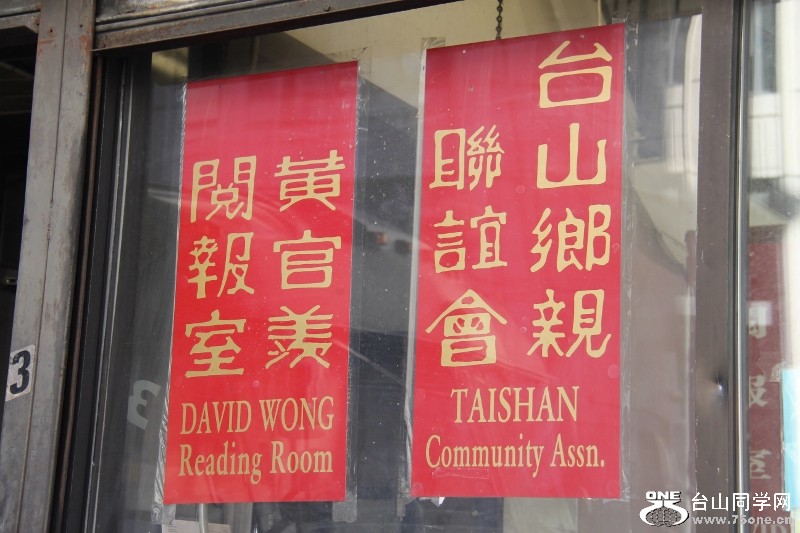 台山鄉親
聯誼會
TAISHAN
Community Assn.
黃官羨
閱報室
DAVID WONG
Reading Room
3
ONE
台山同学网
www.75one.cn